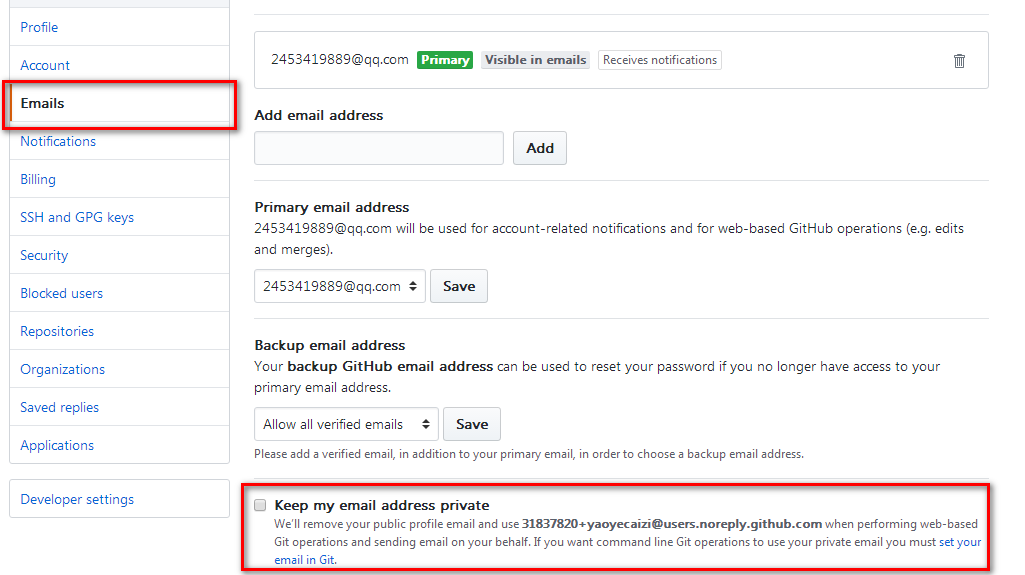 Profile
Account
Emails
Notifications
Billing
SSH and GPG keys
Security
Blocked users
Repositories
Organizations
Saved replies
Applications
Developer settings
2453419889@qq.com Primary Visible in emails Receives notifications
Add email address
Add
Primary email address
2453419889@qq.com will be used for account-related notifications and for web-based GitHub operations (e.g. edits
and merges).
2453419889@qq.com Save
Backup email address
Your backup GitHub email address can be used to reset your password if you no longer have access to your
primary email address.
Allow all verified emails Save
Please add a verified email, in addition to your primary email, in order to choose a backup email address.
Keep my email address private
We'll remove your public profile email and use 31837820+yaoyecaizi@users.noreply.github.com when performing web-based
Git operations and sending email on your behalf. If you want command line Git operations to use your private email you must set your
email in Git.